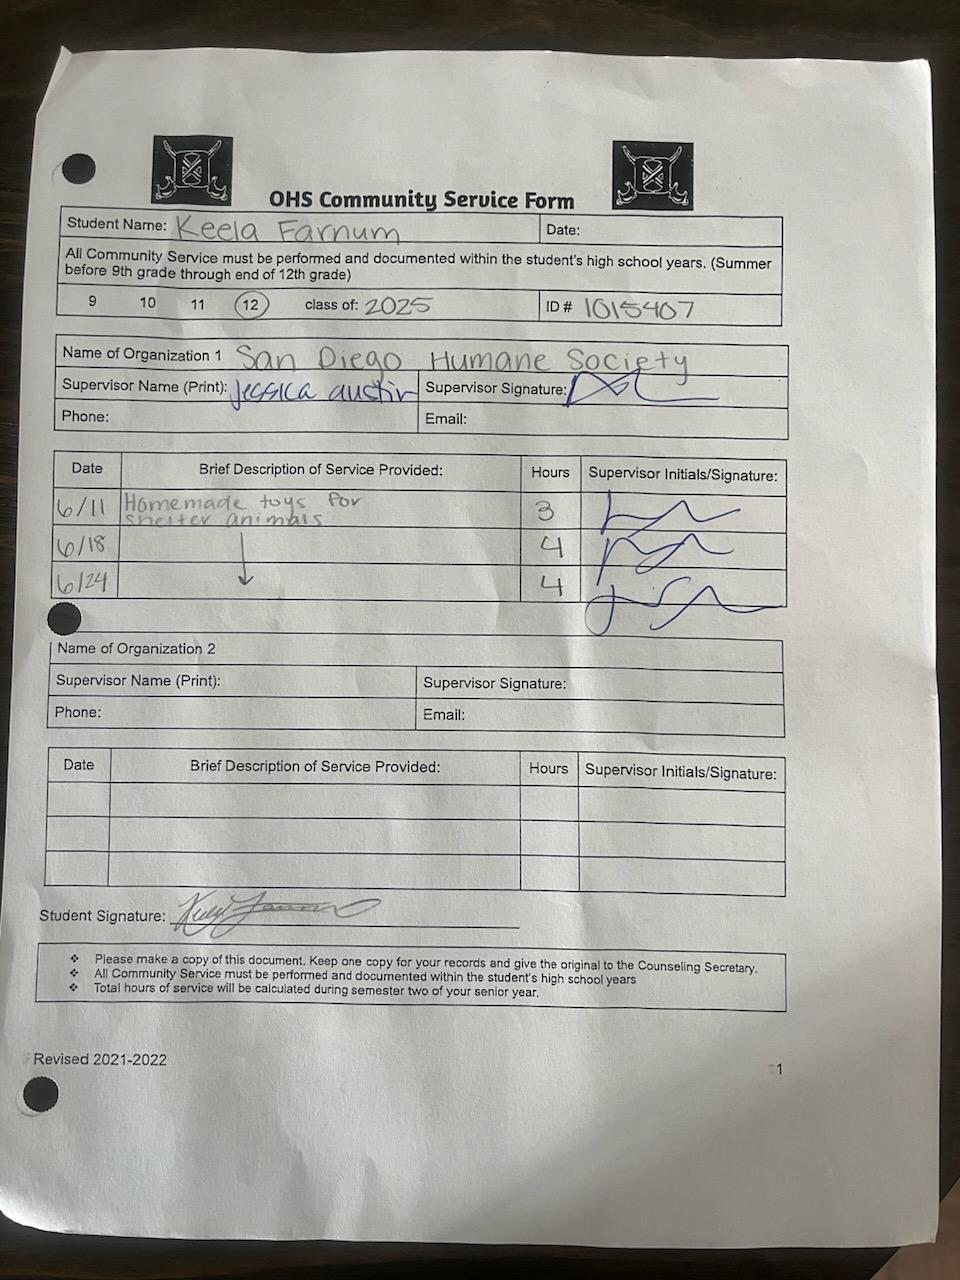 OHS Community Service Form
Student Name: Keela Farnum Date:
All Community Service must be performed and documented within the student's high school years. (Summer
before 9th grade through end of 12th grade)
9 10 11 12 class of: 2025 ID # 1015407
Name of Organization 1 San Diego Humane Society
Supervisor Name (Print): Jessica austin Supervisor Signature:
Phone: Email:
Date Brief Description of Service Provided: Hours Supervisor Initials/Signature:
6/11 Homemade toys for 3
shelter animals
6/18 4
6/24 4
Name of Organization 2
Supervisor Name (Print): Supervisor Signature:
Phone: Email:
Date Brief Description of Service Provided: Hours Supervisor Initials/Signature:
Student Signature:
❖ Please make a copy of this document. Keep one copy for your records and give the original to the Counseling Secretary.
❖ All Community Service must be performed and documented within the student's high school years
❖ Total hours of service will be calculated during semester two of your senior year.
Revised 2021-2022
1